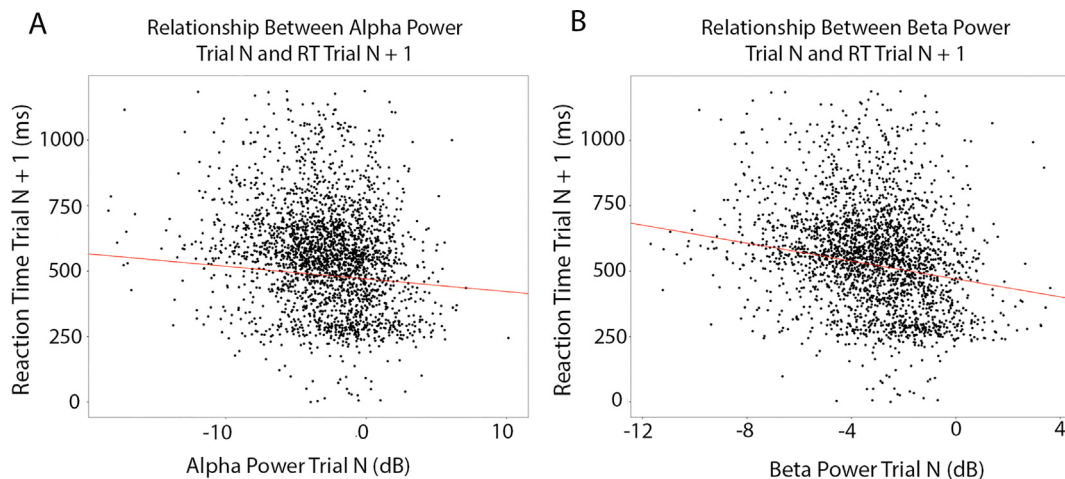 A
Relationship Between Alpha Power
Trial N and RT Trial N + 1
Reaction Time Trial N + 1 (ms)
1000
750
500
250
0
-10
0
10
Alpha Power Trial N (dB)
B
Relationship Between Beta Power
Trial N and RT Trial N + 1
Reaction Time Trial N + 1 (ms)
1000
750
500
250
0
-12
-8
-4
0
4
Beta Power Trial N (dB)